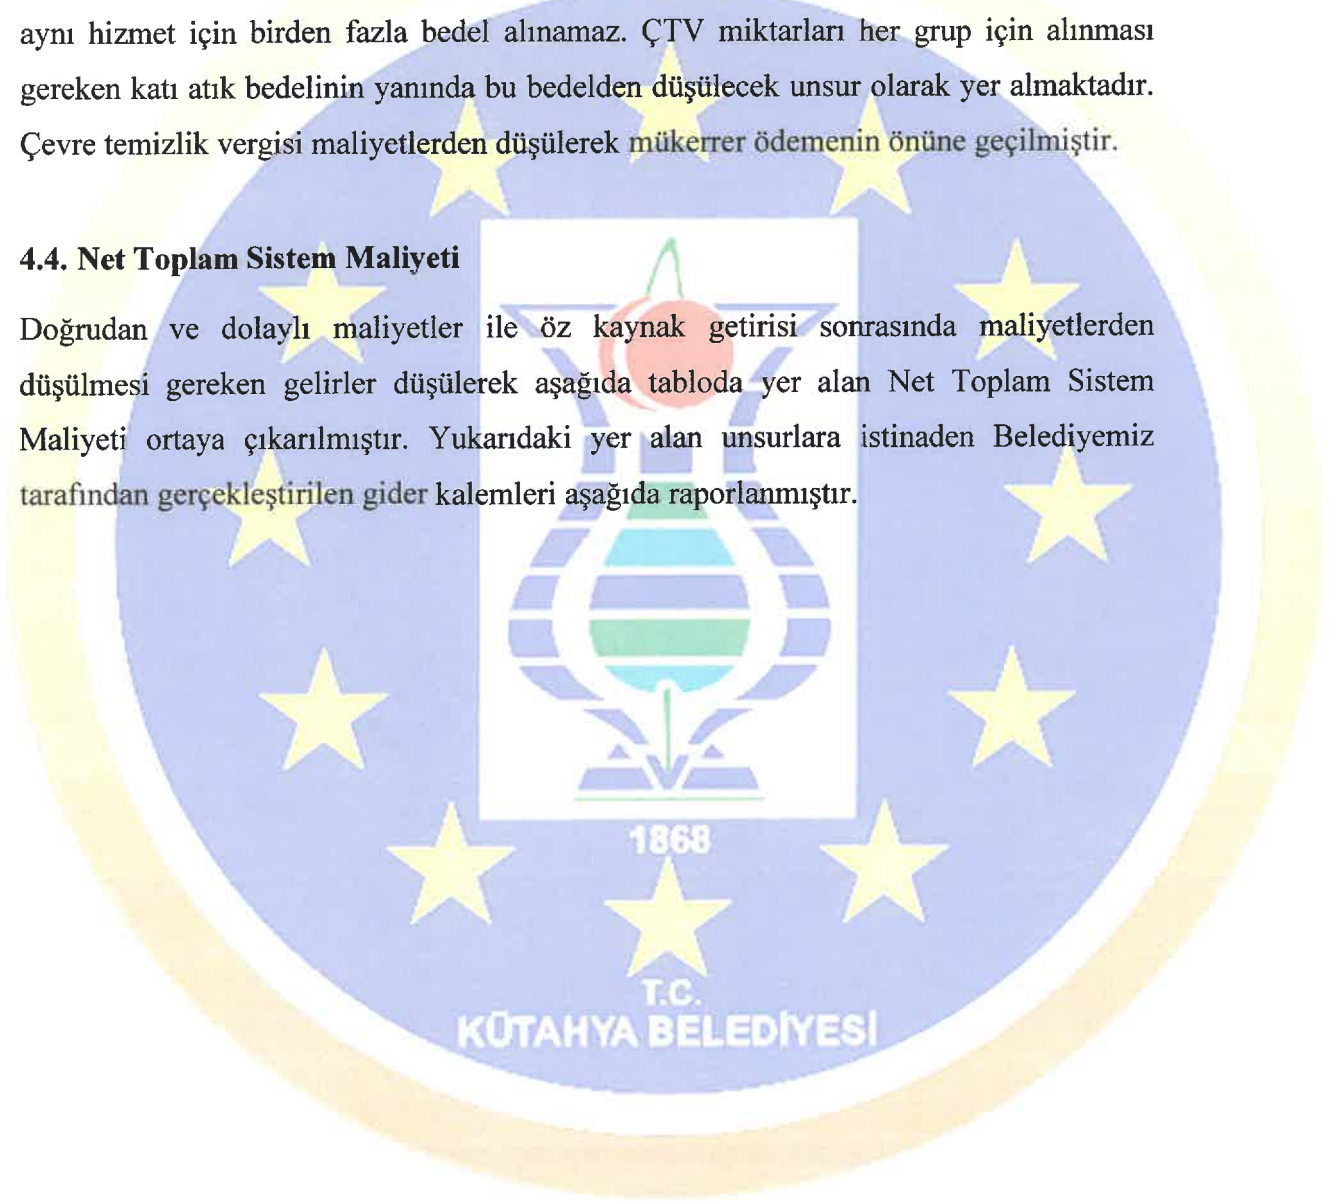 aynı hizmet için birden fazla bedel alınamaz. ÇTV miktarları her grup için alınması
gereken katı atık bedelinin yanında bu bedelden düşülecek unsur olarak yer almaktadır.
Çevre temizlik vergisi maliyetlerden düşülerek mükerrer ödemenin önüne geçilmiştir.
4.4. Net Toplam Sistem Maliyeti
Doğrudan ve dolaylı maliyetler ile öz kaynak getirisi sonrasında maliyetlerden
düşülmesi gereken gelirler düşülerek aşağıda tabloda yer alan Net Toplam Sistem
Maliyeti ortaya çıkarılmıştır. Yukarıdaki yer alan unsurlara istinaden Belediyemiz
tarafından gerçekleştirilen gider kalemleri aşağıda raporlanmıştır.
1868
T.C.
KÜTAHYA BELEDİYESİ